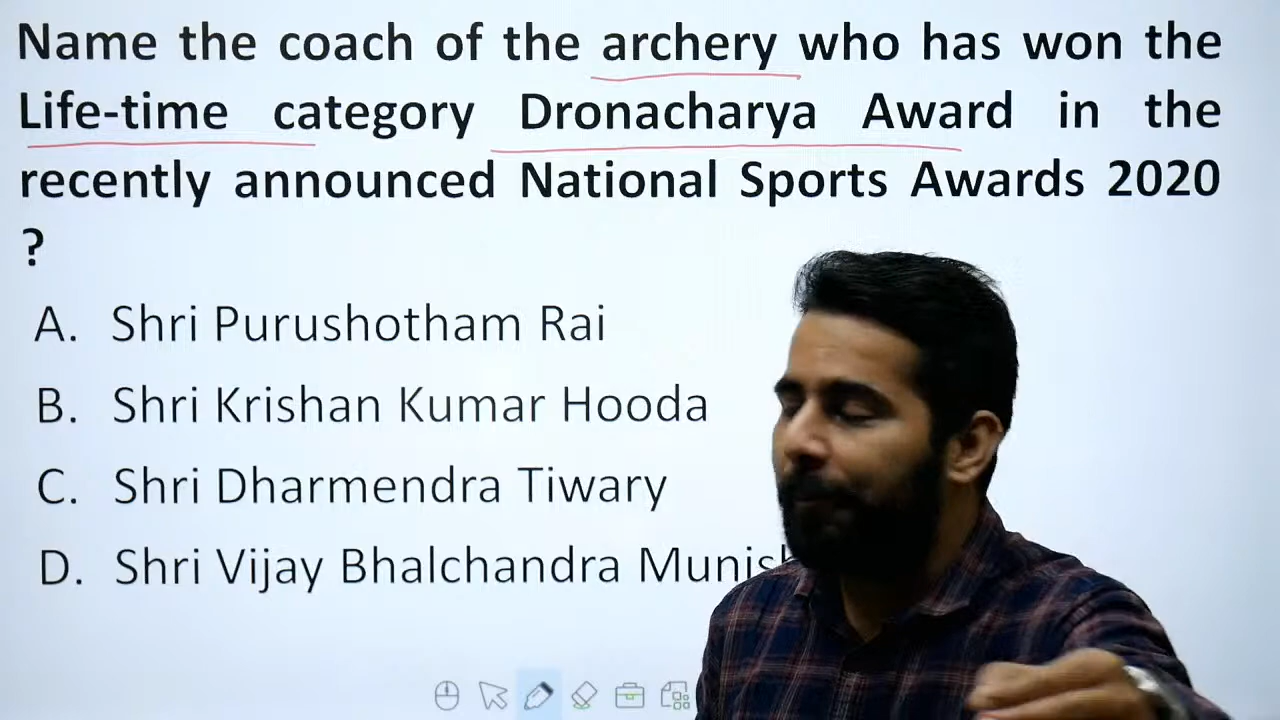 Name the coach of the archery who has won the
Life-time category Dronacharya Award in the
recently announced National Sports Awards 2020
?
A. Shri Purushotham Rai
B. Shri Krishan Kumar Hooda
C. Shri Dharmendra Tiwary
D. Shri Vijay Bhalchandra